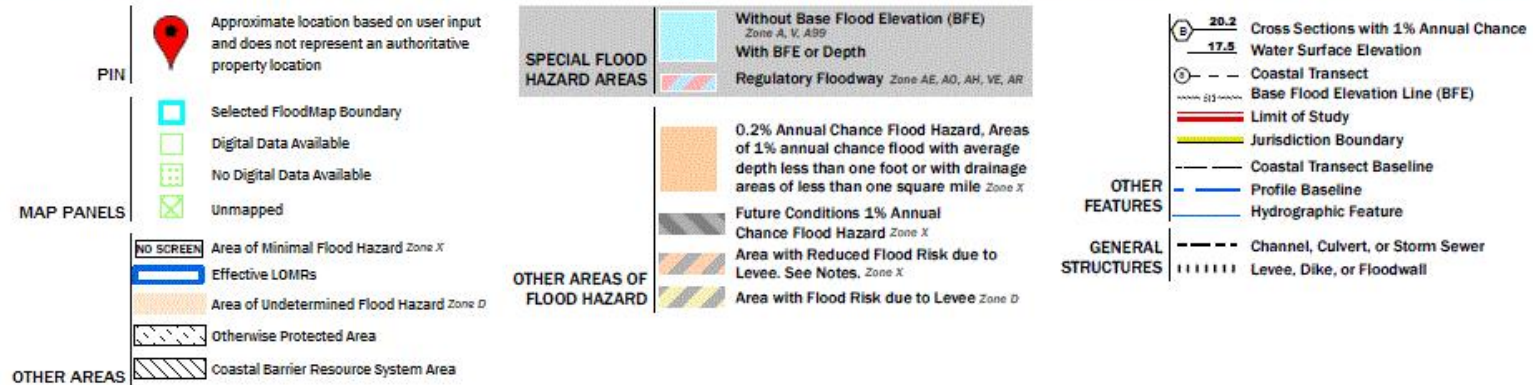 PIN
Approximate location based on user input
and does not represent an authoritative
property location
MAP PANELS
Selected FloodMap Boundary
Digital Data Available
No Digital Data Available
Unmapped
OTHER AREAS
NO SCREEN Area of Minimal Flood Hazard Zone X
Effective LOMRs
Area of Undetermined Flood Hazard Zone D
Otherwise Protected Area
Coastal Barrier Resource System Area
SPECIAL FLOOD
HAZARD AREAS
Without Base Flood Elevation (BFE)
Zone A, V, A99
With BFE or Depth
Regulatory Floodway Zone AE, AO, AH, VE, AR
OTHER AREAS OF
FLOOD HAZARD
0.2% Annual Chance Flood Hazard, Areas
of 1% annual chance flood with average
depth less than one foot or with drainage
areas of less than one square mile Zone X
Future Conditions 1% Annual
Chance Flood Hazard Zone X
Area with Reduced Flood Risk due to
Levee. See Notes. Zone X
Area with Flood Risk due to Levee Zone D
OTHER
FEATURES
B 20.2 Cross Sections with 1% Annual Chance
17.5 Water Surface Elevation
Coastal Transect
Base Flood Elevation Line (BFE)
Limit of Study
Jurisdiction Boundary
Coastal Transect Baseline
Profile Baseline
Hydrographic Feature
GENERAL
STRUCTURES
Channel, Culvert, or Storm Sewer
Levee, Dike, or Floodwall